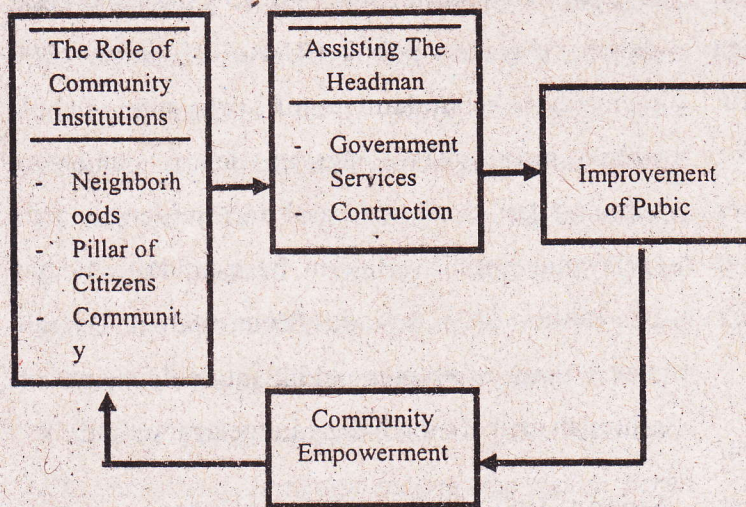 The Role of
Community
Institutions
- Neighborh
oods
- Pillar of
Citizens
- Communit
y
Assisting The
Headman
- Government
Services
- Contruction
Improvement
of Pubic
Community
Empowerment